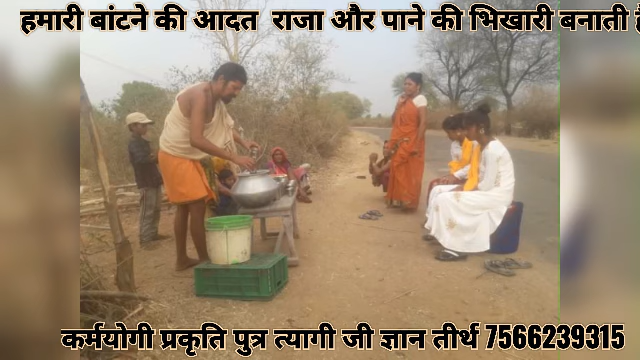 हमारी बांटने की आदत राजा और पाने की भिखारी बनाती है
कर्मयोगी प्रकृति पुत्र त्यागी जी ज्ञान तीर्थ 7566239315